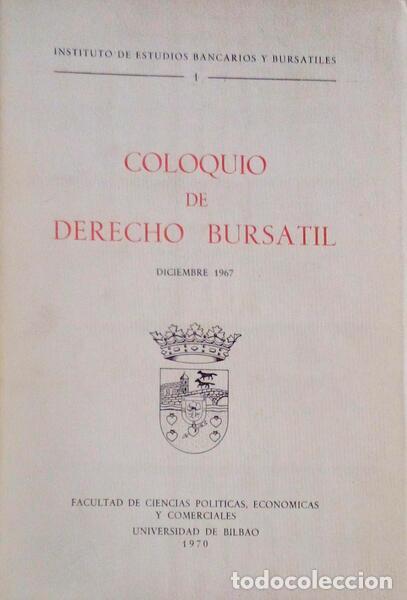 INSTITUTO DE ESTUDIOS BANCARIOS Y BURSATILES
1
COLOQUIO
DE
DERECHO BURSATIL
DICIEMBRE 1967
FACULTAD DE CIENCIAS POLITICAS, ECONOMICAS
Y COMERCIALES
UNIVERSIDAD DE BILBAO
1970
todocoleccion